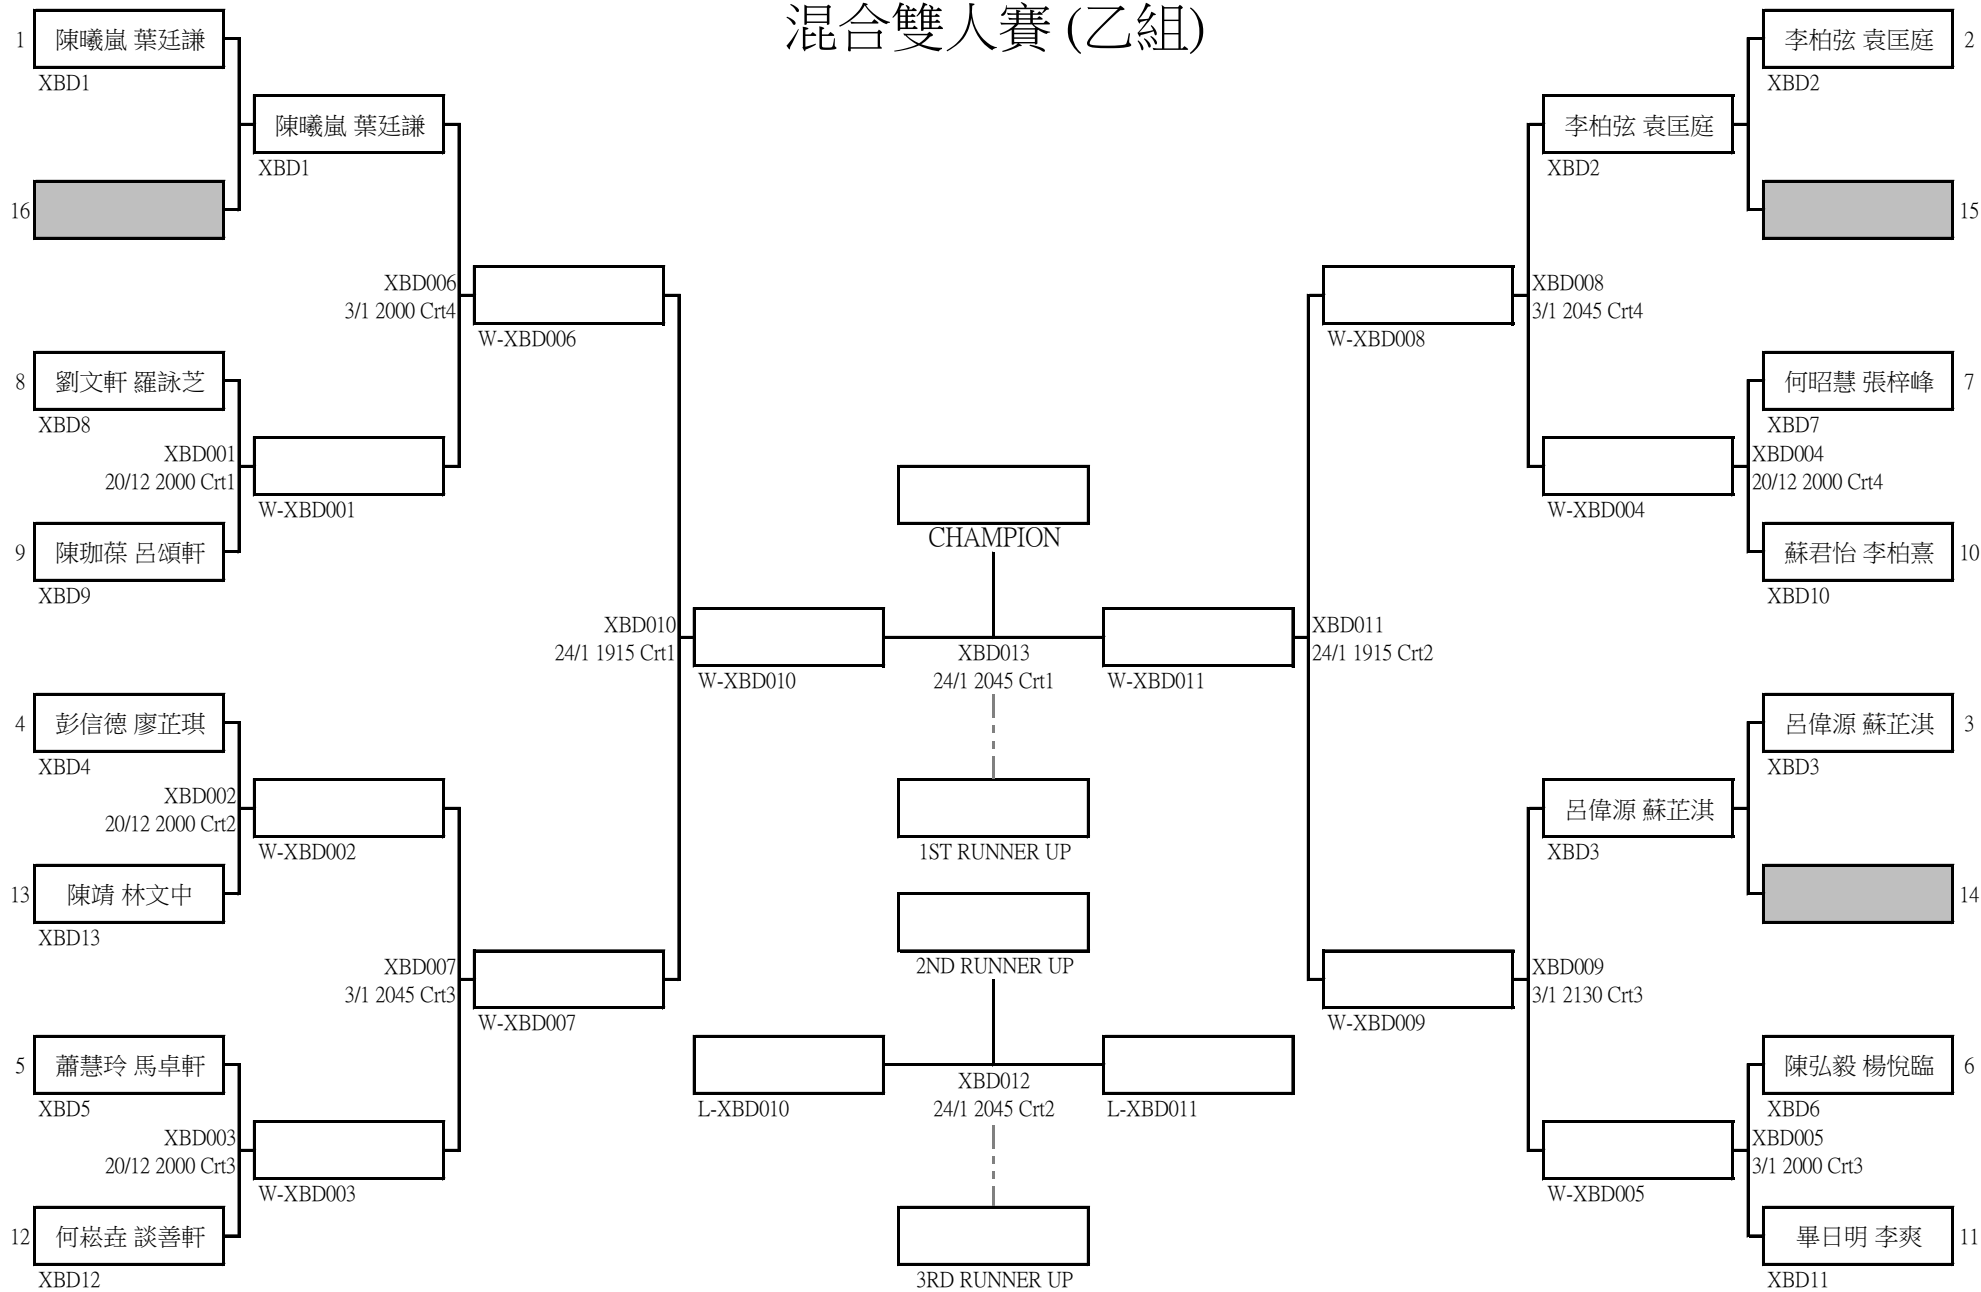 混合雙人賽 (乙組)
1
陳曦嵐 葉廷謙
XBD1
陳曦嵐 葉廷謙
XBD1
16
XBD006
3/1 2000 Crt4
W-XBD006
8
劉文軒 羅詠芝
XBD8
XBD001
20/12 2000 Crt1
W-XBD001
9
陳珈葆 呂頌軒
XBD9
XBD010
24/1 1915 Crt1
W-XBD010
4
彭信德 廖芷琪
XBD4
XBD002
20/12 2000 Crt2
W-XBD002
13
陳靖 林文中
XBD13
XBD007
3/1 2045 Crt3
W-XBD007
5
蕭慧玲 馬卓軒
XBD5
XBD003
20/12 2000 Crt3
W-XBD003
12
何崧垚 談善軒
XBD12
CHAMPION
XBD013
24/1 2045 Crt1
1ST RUNNER UP
2ND RUNNER UP
L-XBD010
XBD012
24/1 2045 Crt2
L-XBD011
3RD RUNNER UP
李柏弦 袁匡庭
2
XBD2
李柏弦 袁匡庭
XBD2
15
XBD008
3/1 2045 Crt4
W-XBD008
何昭慧 張梓峰
7
XBD7
XBD004
20/12 2000 Crt4
W-XBD004
蘇君怡 李柏熹
10
XBD10
XBD011
24/1 1915 Crt2
W-XBD011
呂偉源 蘇芷淇
3
XBD3
呂偉源 蘇芷淇
XBD3
14
XBD009
3/1 2130 Crt3
W-XBD009
陳弘毅 楊悅臨
6
XBD6
XBD005
3/1 2000 Crt3
W-XBD005
畢日明 李爽
11
XBD11